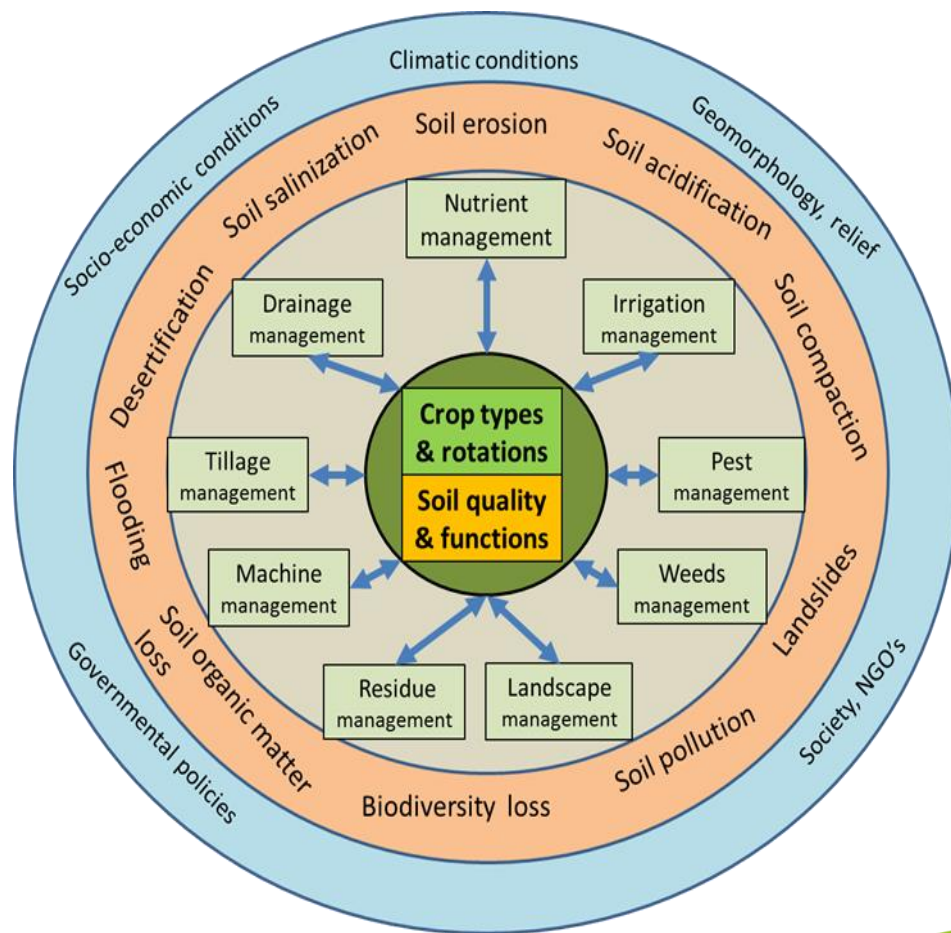 Climatic conditions
Socio-economic conditions
Geomorphology, relief
Governmental policies
Society, NGO's
Soil erosion
Soil salinization
Soil acidification
Desertification
Soil compaction
Flooding
Landslides
Soil organic matter
loss
Soil pollution
Biodiversity loss
Nutrient
management
Drainage
management
Irrigation
management
Tillage
management
Pest
management
Machine
management
Weeds
management
Residue
management
Landscape
management
Crop types
& rotations
Soil quality
& functions